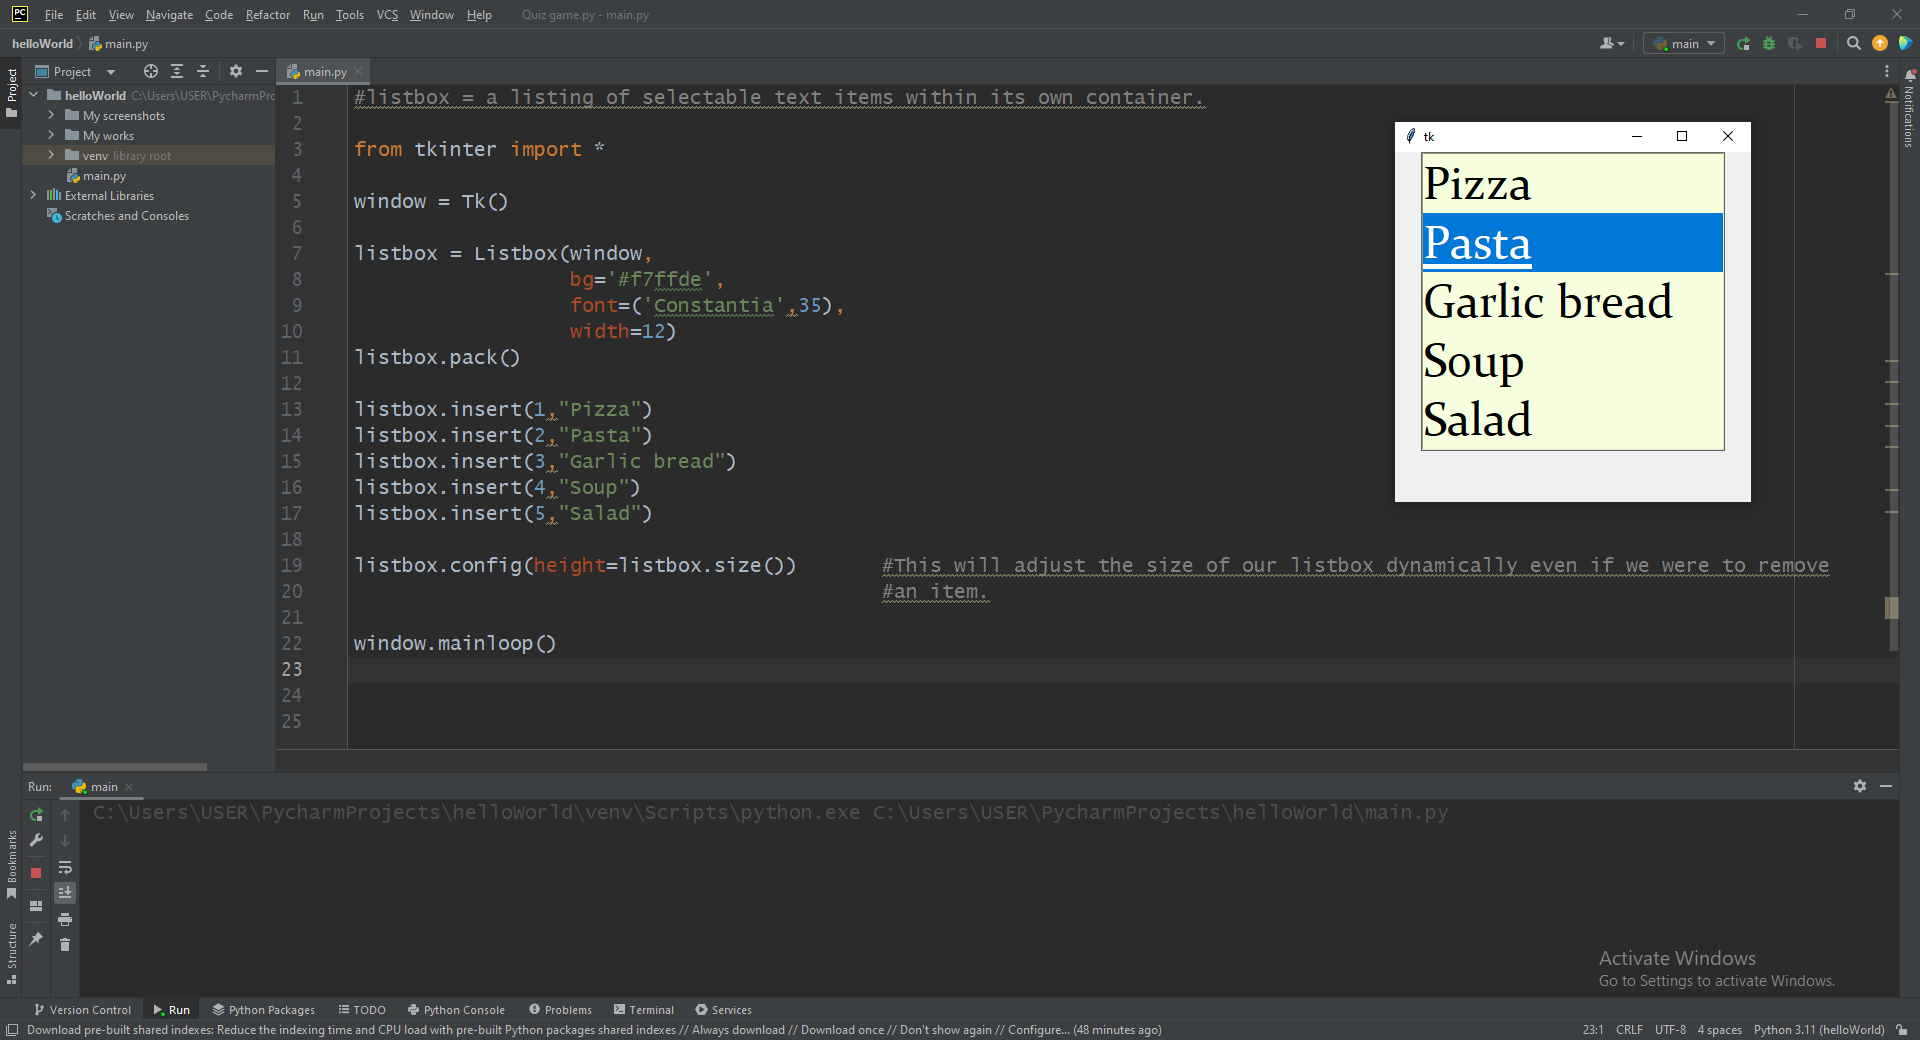 File Edit View Navigate Code Refactor Run Tools VCS Window Help Quiz game.py - main.py
helloWorld main.py
main
Project
main.py
helloWorld C:\Users\USER\PycharmPro
My screenshots
My works
venv library root
main.py
External Libraries
Scratches and Consoles
Project
Bookmarks
Structure
Notifications
1 #listbox = a listing of selectable text items within its own container.
2
3 from tkinter import *
4
5 window = Tk()
6
7 listbox = Listbox(window,
8 bg='#f7ffde',
9 font=('Constantia',35),
10 width=12)
11 listbox.pack()
12
13 listbox.insert(1,"Pizza")
14 listbox.insert(2,"Pasta")
15 listbox.insert(3,"Garlic bread")
16 listbox.insert(4,"Soup")
17 listbox.insert(5,"Salad")
18
19 listbox.config(height=listbox.size()) #This will adjust the size of our listbox dynamically even if we were to remove
20 #an item.
21
22 window.mainloop()
23
24
25
tk
Pizza
Pasta
Garlic bread
Soup
Salad
Run: main
C:\Users\USER\PycharmProjects\helloWorld\venv\Scripts\python.exe C:\Users\USER\PycharmProjects\helloWorld\main.py
Activate Windows
Go to Settings to activate Windows.
Version Control Run Python Packages TODO Python Console Problems Terminal Services
Download pre-built shared indexes: Reduce the indexing time and CPU load with pre-built Python packages shared indexes // Always download // Download once // Don't show again // Configure... (48 minutes ago) 23:1 CRLF UTF-8 4 spaces Python 3.11 (helloWorld)